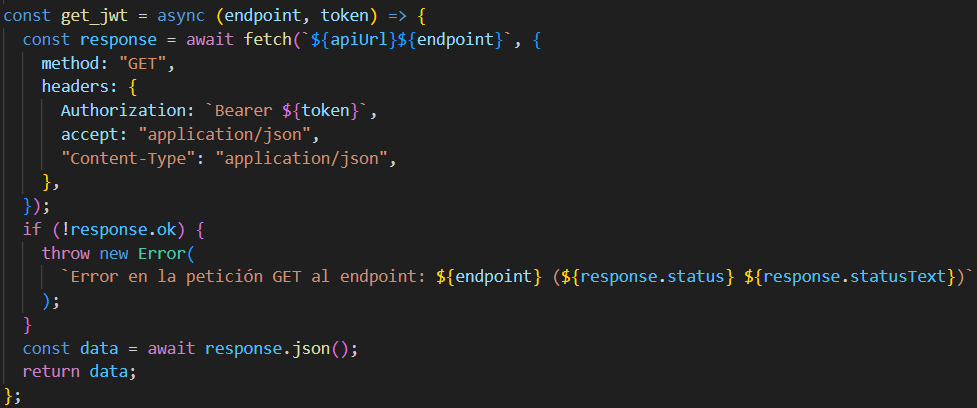 const get_jwt = async (endpoint, token) => {
  const response = await fetch(`${apiUrl}${endpoint}`, {
    method: "GET",
    headers: {
      Authorization: `Bearer ${token}`,
      accept: "application/json",
      "Content-Type": "application/json",
    },
  });
  if (!response.ok) {
    throw new Error(
      `Error en la petición GET al endpoint: ${endpoint} (${response.status} ${response.statusText})`
    );
  }
  const data = await response.json();
  return data;
};